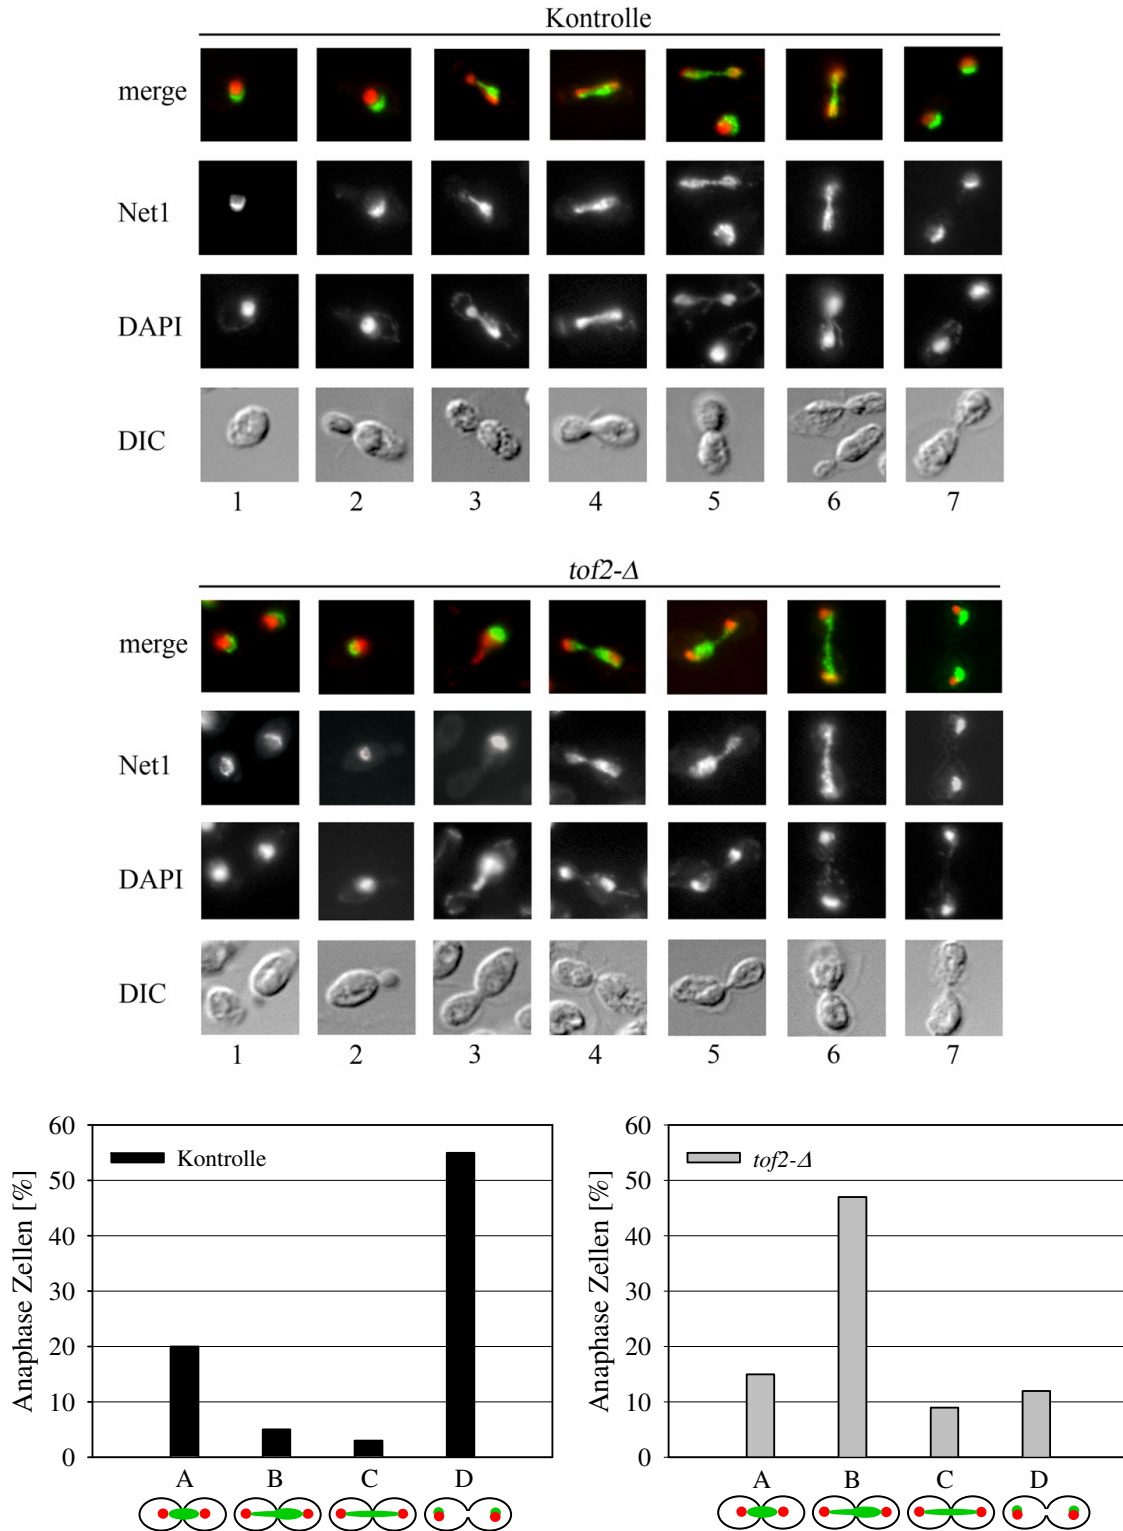 Kontrolle
merge
Net1
DAPI
DIC
1 2 3 4 5 6 7
tof2-Δ
merge
Net1
DAPI
DIC
1 2 3 4 5 6 7
Anaphase Zellen [%]
60
50
40
30
20
10
0
Kontrolle
A B C D
Anaphase Zellen [%]
60
50
40
30
20
10
0
tof2-Δ
A B C D